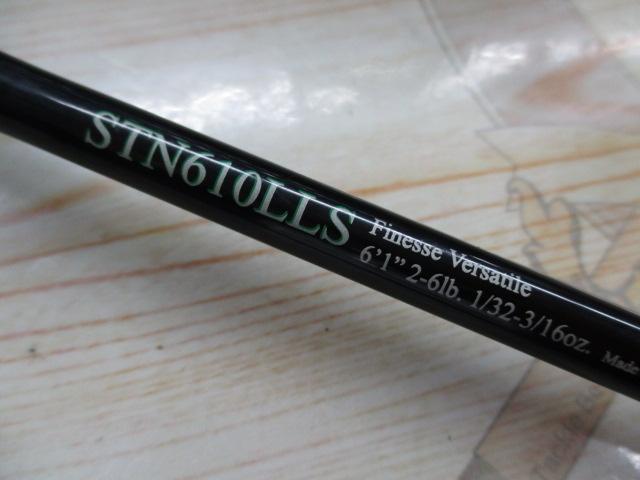 STN610LLS
Finesse Versatile
6'1" 2-6lb. 1/32-3/16oz. Made